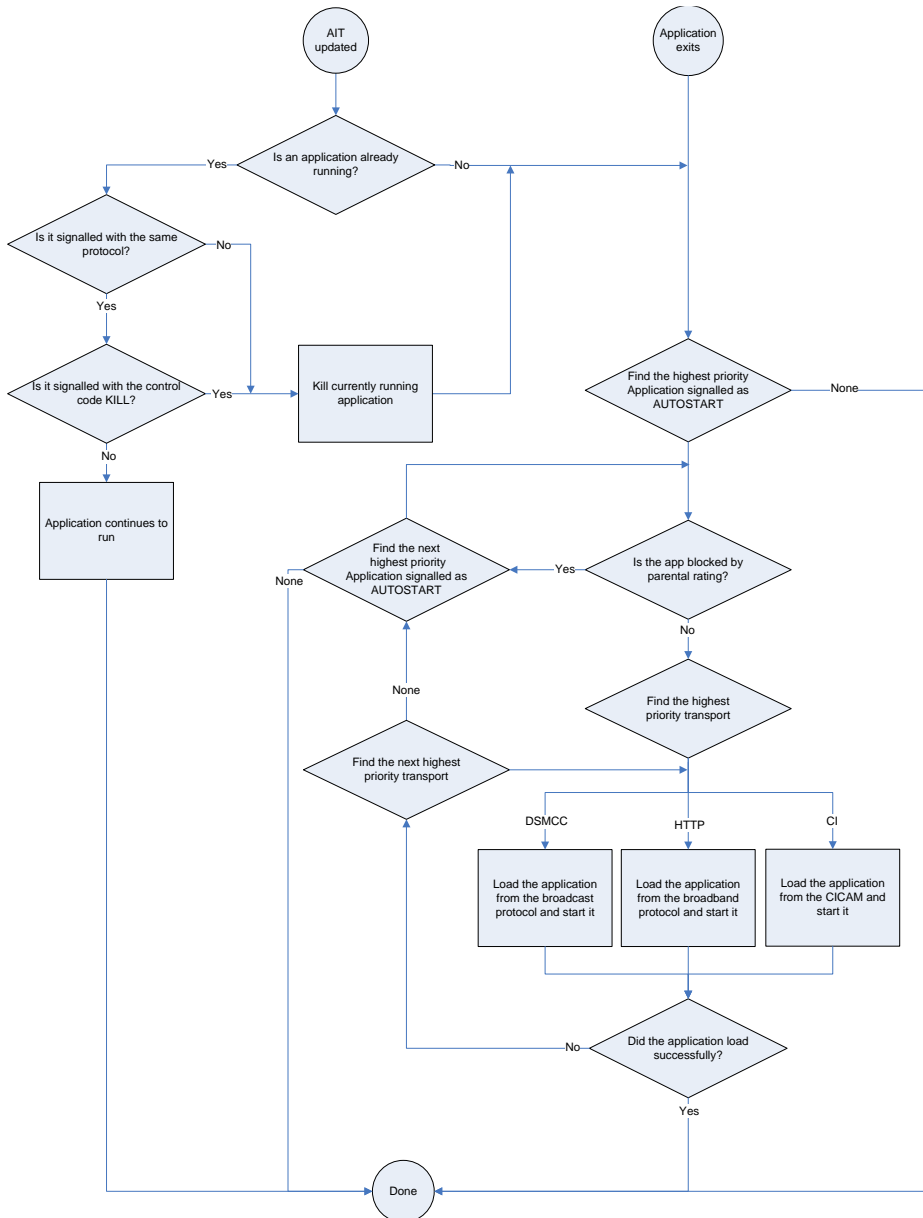 AIT
updated
Application
exits
Is an application already
running?
Yes
No
Is it signalled with the same
protocol?
No
Yes
Is it signalled with the control
code KILL?
Yes
Kill currently running
application
Find the highest priority
Application signalled as
AUTOSTART
None
No
Application continues to
run
Find the next
highest priority
Application signalled as
AUTOSTART
None
Yes
Is the app blocked by
parental rating?
No
None
Find the highest
priority transport
Find the next highest
priority transport
DSMCC
HTTP
CI
Load the application
from the broadcast
protocol and start it
Load the application
from the broadband
protocol and start it
Load the application
from the CICAM and
start it
No
Did the application load
successfully?
Yes
Done